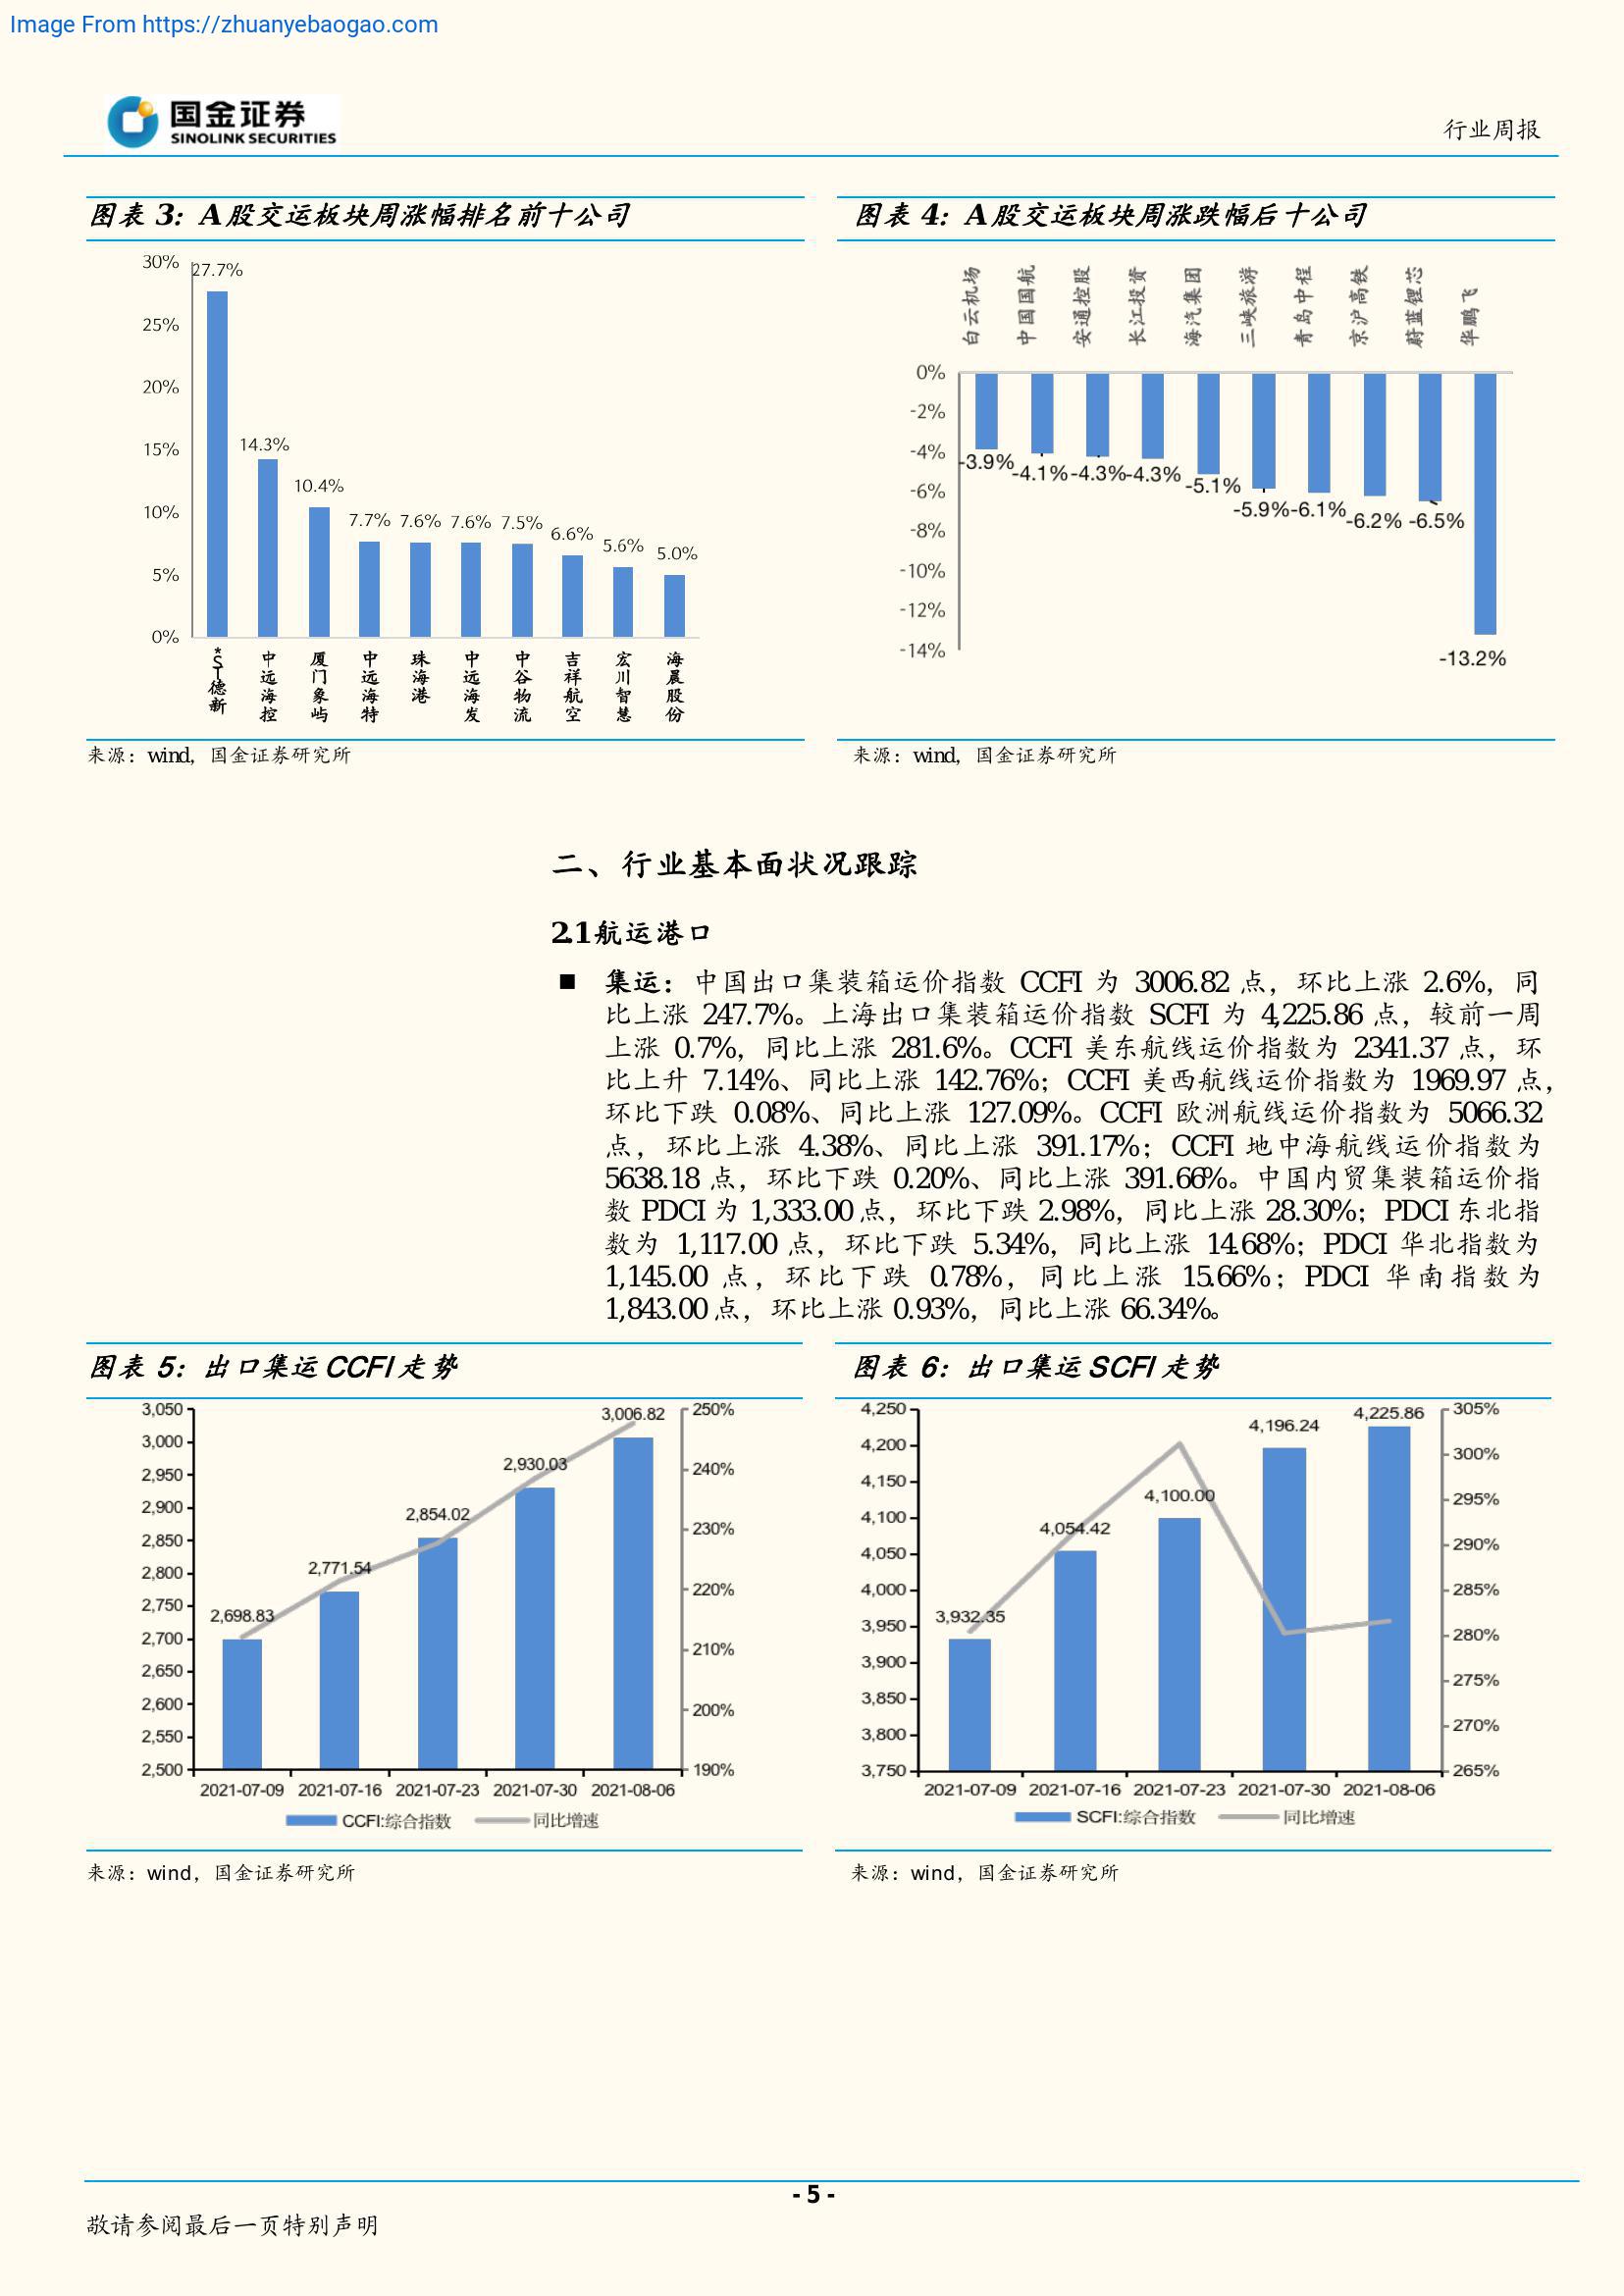 Image From https://zhuanyebaogao.com
国金证券
SINOLINK SECURITIES
行业周报
图表 3：A 股交运板块周涨幅排名前十公司
30%
25%
20%
15%
10%
5%
0%
27.7%
14.3%
10.4%
7.7%
7.6%
7.6%
7.5%
6.6%
5.6%
5.0%
*ST德新
中远海控
厦门象屿
中远海特
珠海港
中远海发
中谷物流
吉祥航空
宏川智慧
海晨股份
来源：wind，国金证券研究所
图表 4：A 股交运板块周涨跌幅后十公司
白云机场
中国国航
安通控股
长江投资
海汽集团
三峡旅游
青岛中程
京沪高铁
蔚蓝锂芯
华鹏飞
0%
-2%
-4%
-6%
-8%
-10%
-12%
-14%
-3.9%
-4.1%
-4.3%
-4.3%
-5.1%
-5.9%
-6.1%
-6.2%
-6.5%
-13.2%
来源：wind，国金证券研究所
二、行业基本面状况跟踪
2.1航运港口
■ 集运：中国出口集装箱运价指数 CCFI 为 3006.82 点，环比上涨 2.6%，同
比上涨 247.7%。上海出口集装箱运价指数 SCFI 为 4,225.86 点，较前一周
上涨 0.7%，同比上涨 281.6%。CCFI 美东航线运价指数为 2341.37 点，环
比上升 7.14%、同比上涨 142.76%；CCFI 美西航线运价指数为 1969.97 点，
环比下跌 0.08%、同比上涨 127.09%。CCFI 欧洲航线运价指数为 5066.32
点，环比上涨 4.38%、同比上涨 391.17%；CCFI 地中海航线运价指数为
5638.18 点，环比下跌 0.20%、同比上涨 391.66%。中国内贸集装箱运价指
数 PDCI 为 1,333.00 点，环比下跌 2.98%，同比上涨 28.30%；PDCI 东北指
数为 1,117.00 点，环比下跌 5.34%，同比上涨 14.68%；PDCI 华北指数为
1,145.00 点，环比下跌 0.78%，同比上涨 15.66%；PDCI 华南指数为
1,843.00 点，环比上涨 0.93%，同比上涨 66.34%。
图表 5：出口集运 CCFI 走势
3,050
3,000
2,950
2,900
2,850
2,800
2,750
2,700
2,650
2,600
2,550
2,500
2,698.83
2,771.54
2,854.02
2,930.03
3,006.82
250%
240%
230%
220%
210%
200%
190%
2021-07-09 2021-07-16 2021-07-23 2021-07-30 2021-08-06
CCFI:综合指数 同比增速
来源：wind，国金证券研究所
图表 6：出口集运 SCFI 走势
4,250
4,200
4,150
4,100
4,050
4,000
3,950
3,900
3,850
3,800
3,750
3,932.35
4,054.42
4,100.00
4,196.24
4,225.86
305%
300%
295%
290%
285%
280%
275%
270%
265%
2021-07-09 2021-07-16 2021-07-23 2021-07-30 2021-08-06
SCFI:综合指数 同比增速
来源：wind，国金证券研究所
- 5 -
敬请参阅最后一页特别声明